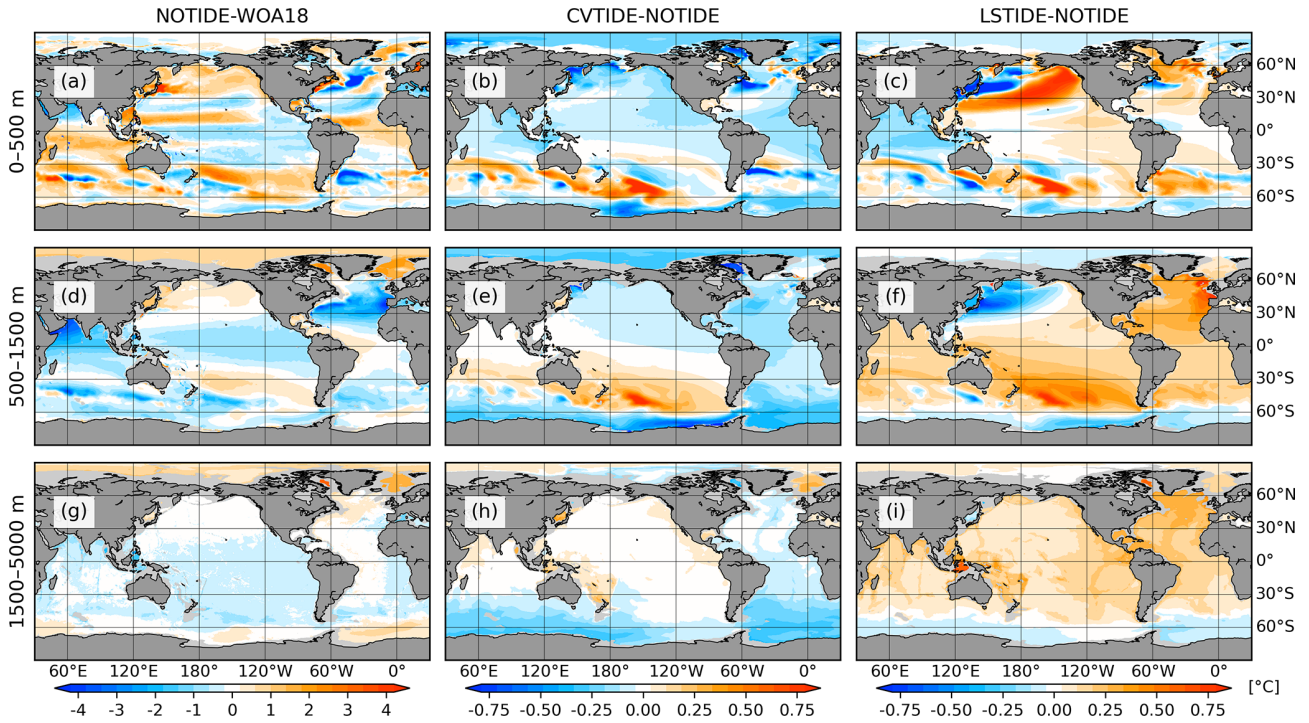 NOTIDE-WOA18 CVTIDE-NOTIDE LSTIDE-NOTIDE
0–500 m (a) (b) (c) 60°N 30°N 0° 30°S 60°S
500–1500 m (d) (e) (f) 60°N 30°N 0° 30°S 60°S
1500–5000 m (g) (h) (i) 60°N 30°N 0° 30°S 60°S
60°E 120°E 180° 120°W 60°W 0° 60°E 120°E 180° 120°W 60°W 0° 60°E 120°E 180° 120°W 60°W 0°
[°C]
-4 -3 -2 -1 0 1 2 3 4 -0.75 -0.50 -0.25 0.00 0.25 0.50 0.75 -0.75 -0.50 -0.25 0.00 0.25 0.50 0.75